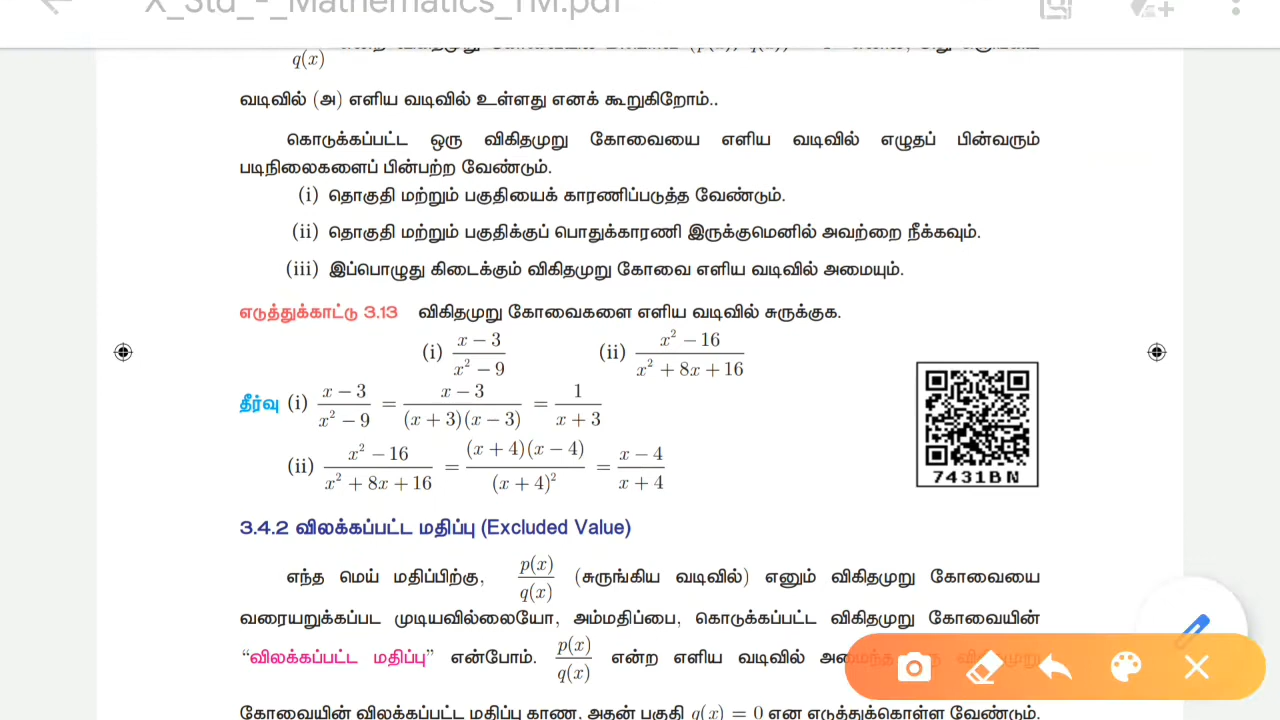 X_Std_-_Mathematics_TM.pdf
q(x)
வடிவில் (அ) எளிய வடிவில் உள்ளது எனக் கூறுகிறோம்..
கொடுக்கப்பட்ட ஒரு விகிதமுறு கோவையை எளிய வடிவில் எழுதப் பின்வரும்
படிநிலைகளைப் பின்பற்ற வேண்டும்.
(i) தொகுதி மற்றும் பகுதியைக் காரணிப்படுத்த வேண்டும்.
(ii) தொகுதி மற்றும் பகுதிக்குப் பொதுக்காரணி இருக்குமெனில் அவற்றை நீக்கவும்.
(iii) இப்பொழுது கிடைக்கும் விகிதமுறு கோவை எளிய வடிவில் அமையும்.
எடுத்துக்காட்டு 3.13 விகிதமுறு கோவைகளை எளிய வடிவில் சுருக்குக.
(i) (x − 3)/(x² − 9) (ii) (x² − 16)/(x² + 8x + 16)
தீர்வு (i) (x − 3)/(x² − 9) = (x − 3)/((x + 3)(x − 3)) = 1/(x + 3)
(ii) (x² − 16)/(x² + 8x + 16) = ((x + 4)(x − 4))/((x + 4)²) = (x − 4)/(x + 4)
7431BN
3.4.2 விலக்கப்பட்ட மதிப்பு (Excluded Value)
எந்த மெய் மதிப்பிற்கு, p(x)/q(x) (சுருங்கிய வடிவில்) எனும் விகிதமுறு கோவையை
வரையறுக்கப்பட முடியவில்லையோ, அம்மதிப்பை, கொடுக்கப்பட்ட விகிதமுறு கோவையின்
“விலக்கப்பட்ட மதிப்பு” என்போம். p(x)/q(x) என்ற எளிய வடிவில் அமைந்த ஒரு விகிதமுறு
கோவையின் விலக்கப்பட்ட மதிப்பு காண, அதன் பகுதி q(x) = 0 என எடுத்துக்கொள்ள வேண்டும்.